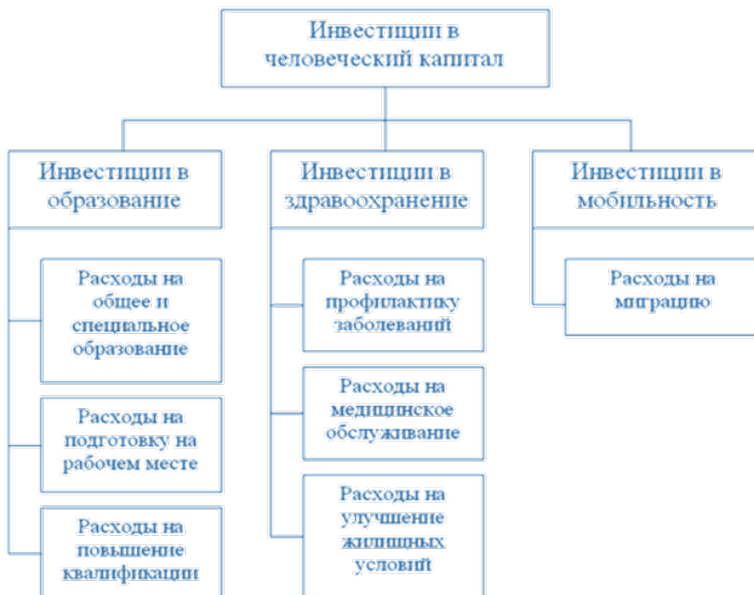 Инвестиции в
человеческий капитал
Инвестиции в
образование
Расходы на
общее и
специальное
образование
Расходы на
подготовку на
рабочем месте
Расходы на
повышение
квалификации
Инвестиции в
здравоохранение
Расходы на
профилактику
заболеваний
Расходы на
медицинское
обслуживание
Расходы на
улучшение
жилищных
условий
Инвестиции в
мобильность
Расходы на
миграцию